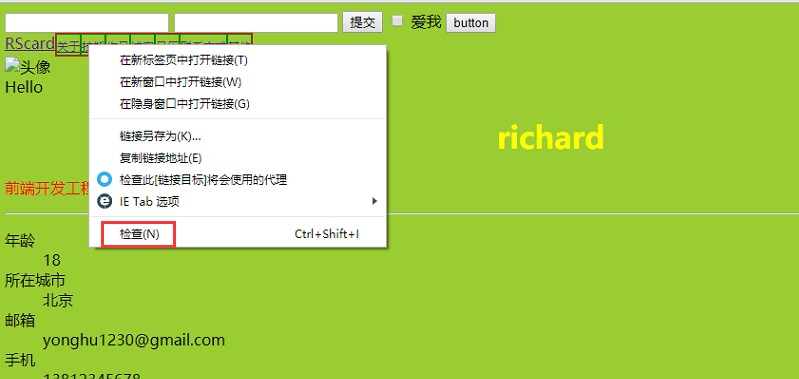 提交 爱我 button
RScard 关于
头像
Hello
在新标签页中打开链接(T)
在新窗口中打开链接(W)
在隐身窗口中打开链接(G)
链接另存为(K)...
复制链接地址(E)
检查此[链接目标]将会使用的代理
IE Tab 选项
检查(N) Ctrl+Shift+I
richard
前端开发工程
年龄
18
所在城市
北京
邮箱
yonghu1230@gmail.com
手机
13812345678